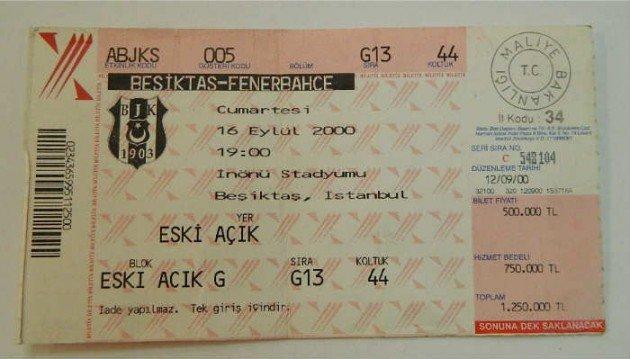 ABJKS 005 G13 44
ETKİNLİK KODU GÖSTERİ KODU BÖLÜM SIRA KOLTUK
BEŞİKTAŞ-FENERBAHCE
BJK
1903
Cumartesi
16 Eylül 2000
19:00
İnönü Stadyumu
Beşiktaş, İstanbul
YER
ESKİ AÇIK
BLOK SIRA KOLTUK
ESKİ ACIK G G13 44
İade yapılmaz. Tek giriş içindir.
MALİYE BAKANLIĞI
T.C.
İl Kodu : 34
SERİ SIRA NO.
DÜZENLEME TARİHİ
12/09/00
BİLET FİYATI
500.000 TL
HİZMET BEDELİ
750.000 TL
TOPLAM
1.250.000 TL
SONUNA DEK SAKLANACAK